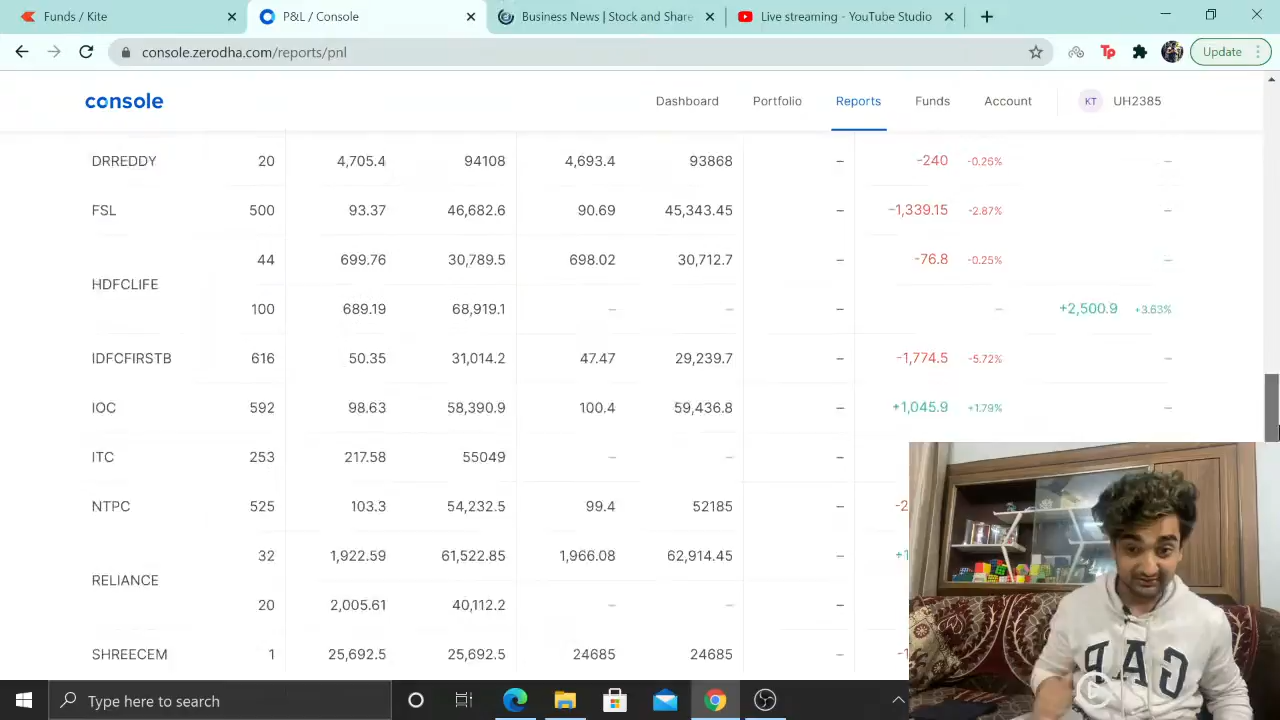 Funds / Kite
P&L / Console
Business News | Stock and Share
Live streaming - YouTube Studio
console.zerodha.com/reports/pnl
Tp
Update
console
Dashboard
Portfolio
Reports
Funds
Account
KT
UH2385
DRREDDY 20 4,705.4 94108 4,693.4 93868 – -240 -0.26% –
FSL 500 93.37 46,682.6 90.69 45,343.45 – -1,339.15 -2.87% –
44 699.76 30,789.5 698.02 30,712.7 – -76.8 -0.25% –
HDFCLIFE
100 689.19 68,919.1 – – – – +2,500.9 +3.63%
IDFCFIRSTB 616 50.35 31,014.2 47.47 29,239.7 – -1,774.5 -5.72% –
IOC 592 98.63 58,390.9 100.4 59,436.8 – +1,045.9 +1.79% –
ITC 253 217.58 55049 – – –
NTPC 525 103.3 54,232.5 99.4 52185 – -2
32 1,922.59 61,522.85 1,966.08 62,914.45 – +1
RELIANCE
20 2,005.61 40,112.2 – – –
SHREECEM 1 25,692.5 25,692.5 24685 24685 – -1
GAP
Type here to search